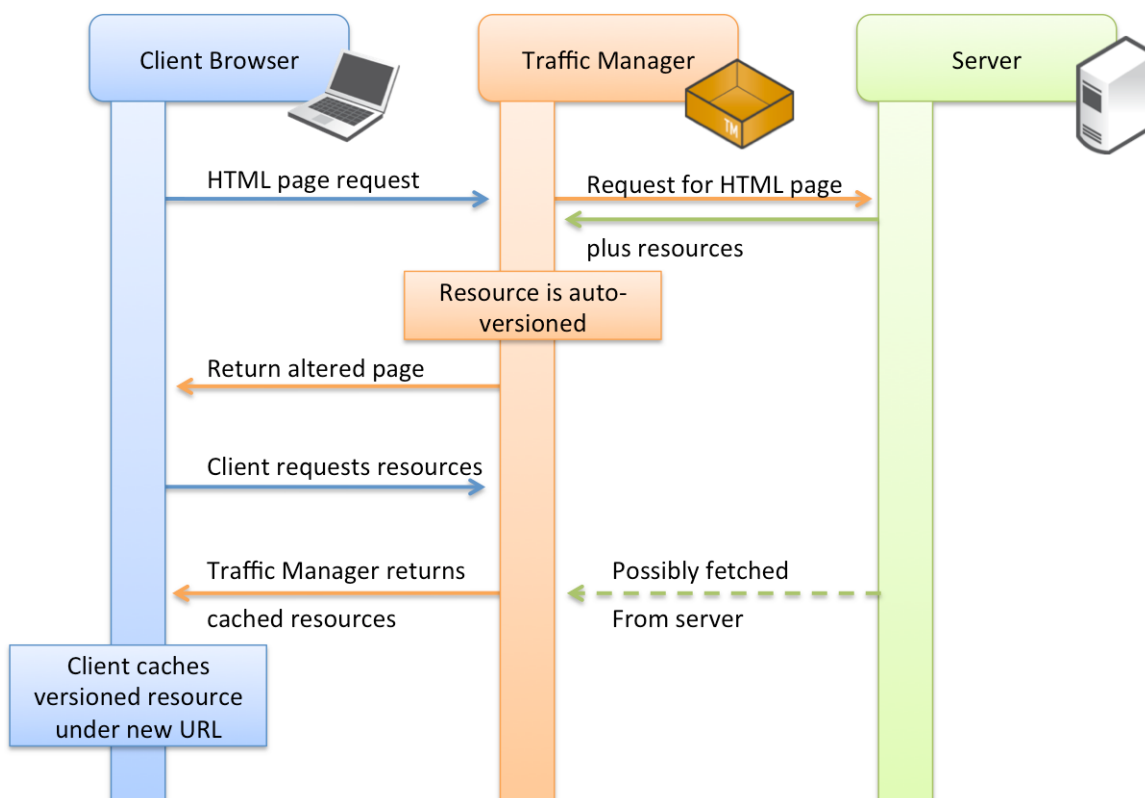 Client Browser
Traffic Manager
Server
TM
HTML page request
Request for HTML page
plus resources
Resource is auto-
versioned
Return altered page
Client requests resources
Traffic Manager returns
cached resources
Possibly fetched
From server
Client caches
versioned resource
under new URL